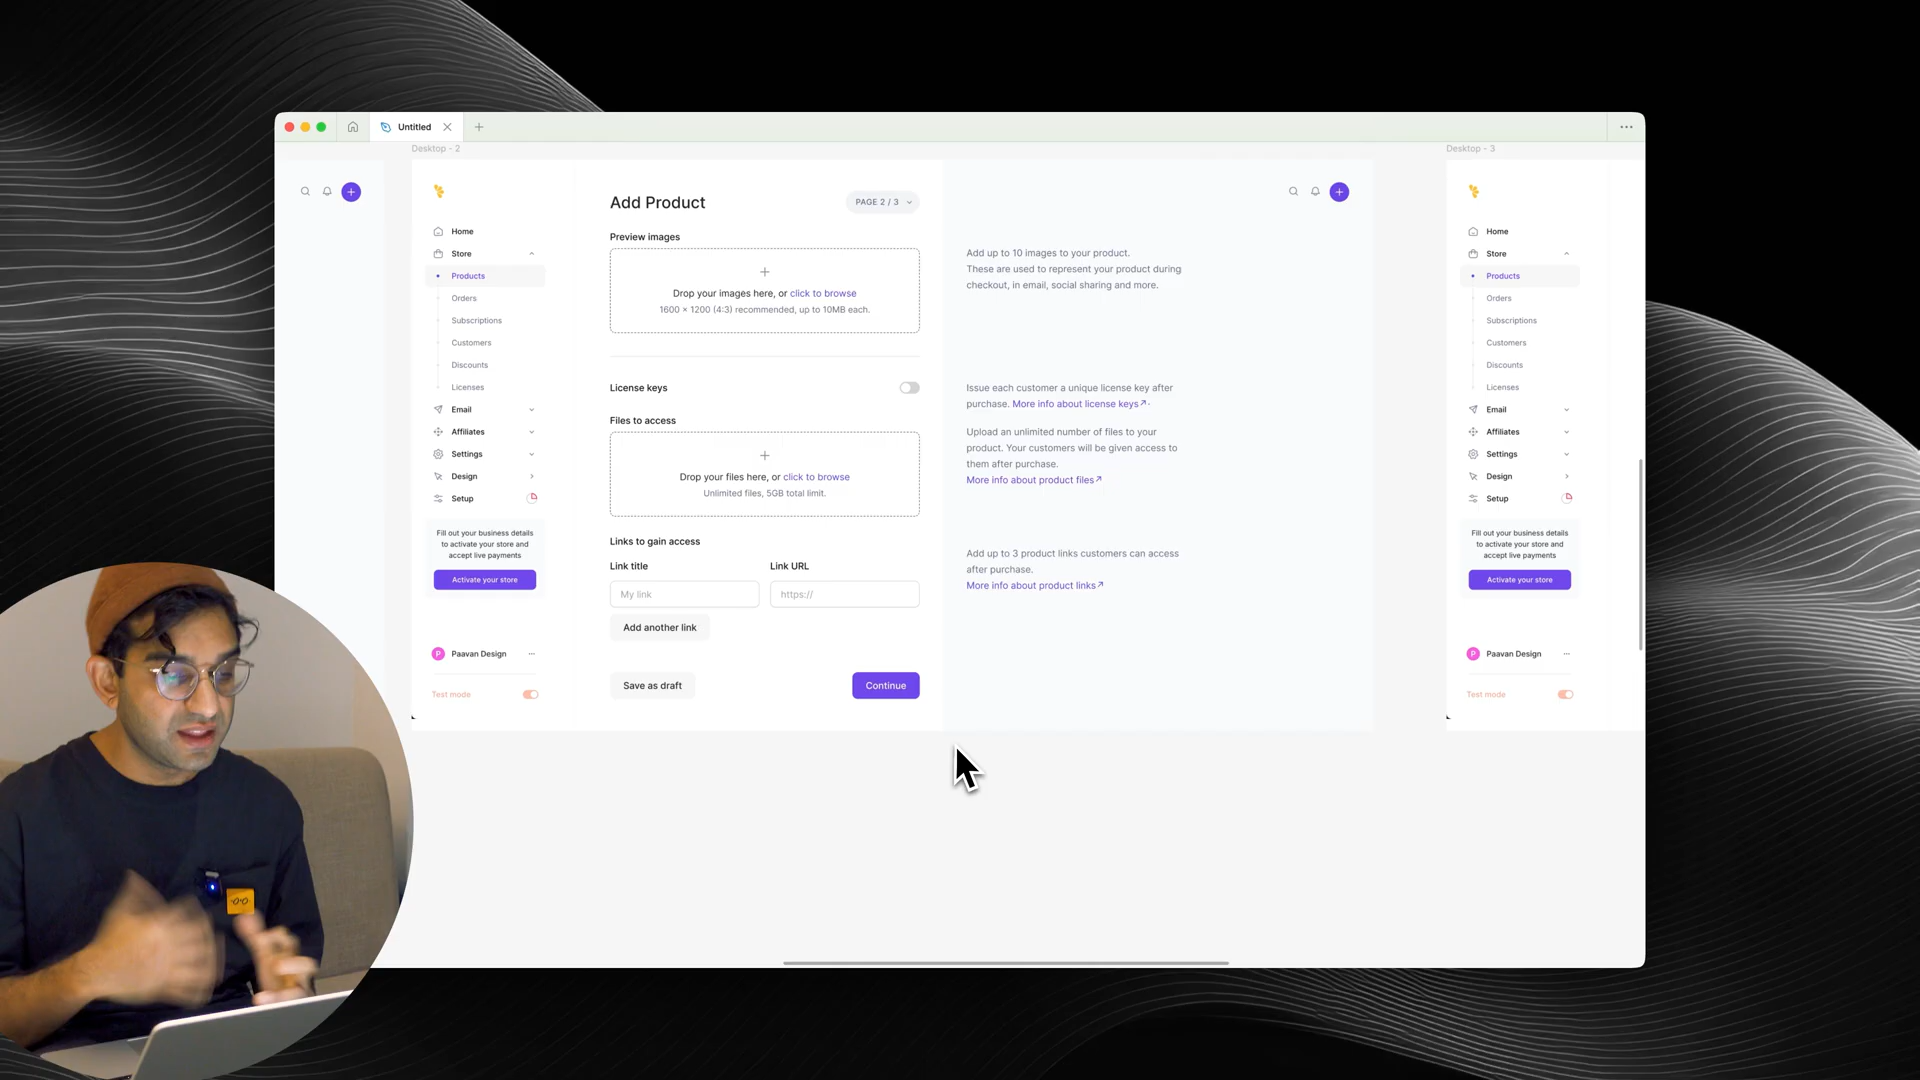 Untitled
Desktop - 2
Desktop - 3
Home
Store
Products
Orders
Subscriptions
Customers
Discounts
Licenses
Email
Affiliates
Settings
Design
Setup
Fill out your business details
to activate your store and
accept live payments
Activate your store
P
Paavan Design
Test mode
Add Product
PAGE 2 / 3
Preview images
Drop your images here, or click to browse
1600 × 1200 (4:3) recommended, up to 10MB each.
License keys
Files to access
Drop your files here, or click to browse
Unlimited files, 5GB total limit.
Links to gain access
Link title
Link URL
My link
https://
Add another link
Save as draft
Continue
Add up to 10 images to your product.
These are used to represent your product during
checkout, in email, social sharing and more.
Issue each customer a unique license key after
purchase. More info about license keys↗.
Upload an unlimited number of files to your
product. Your customers will be given access to
them after purchase.
More info about product files↗
Add up to 3 product links customers can access
after purchase.
More info about product links↗
Home
Store
Products
Orders
Subscriptions
Customers
Discounts
Licenses
Email
Affiliates
Settings
Design
Setup
Fill out your business details
to activate your store and
accept live payments
Activate your store
P
Paavan Design
Test mode